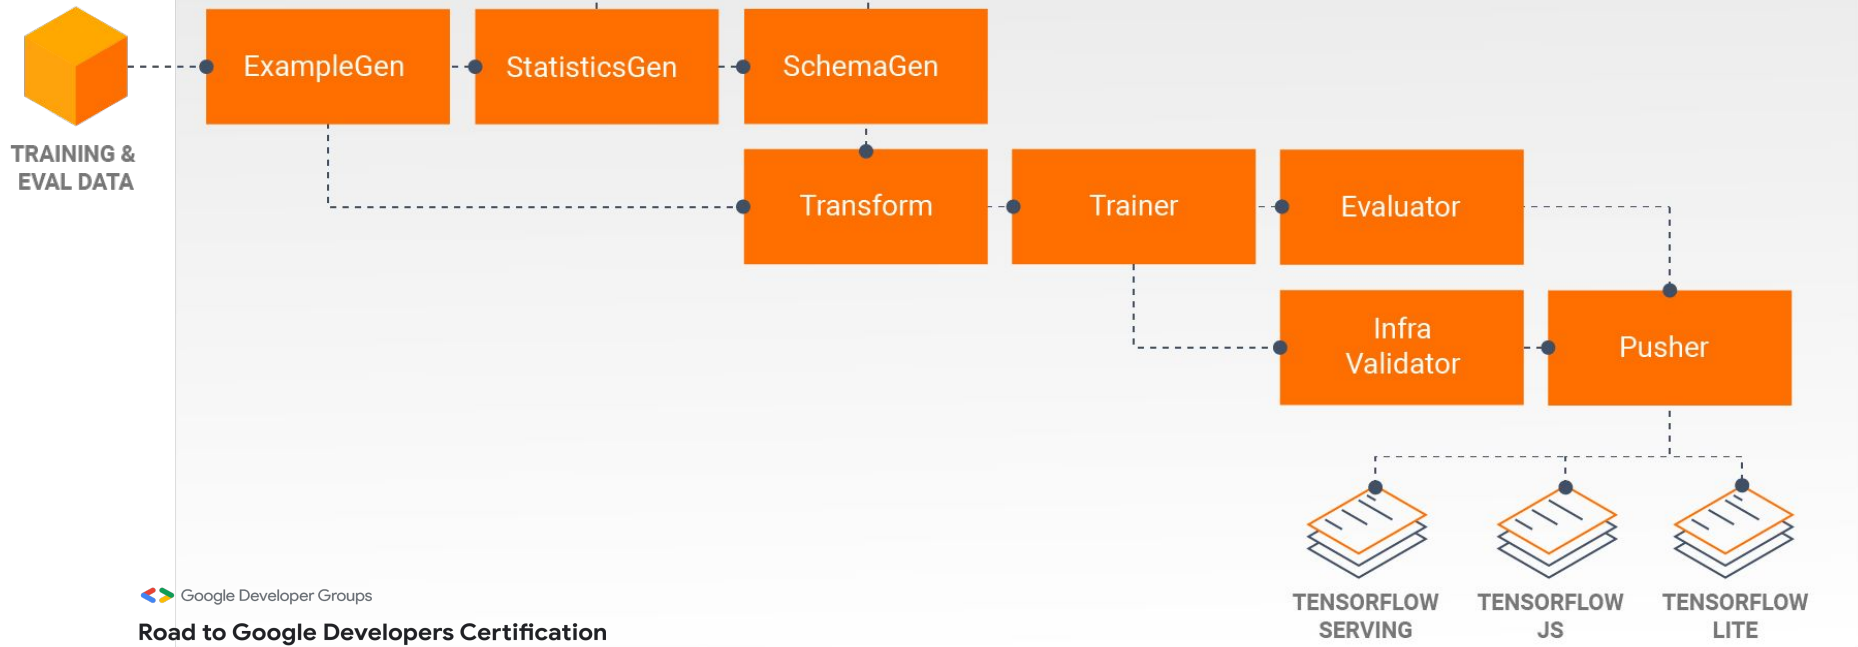 ExampleGen
StatisticsGen
SchemaGen
TRAINING &
EVAL DATA
Transform
Trainer
Evaluator
Infra
Validator
Pusher
TENSORFLOW
SERVING
TENSORFLOW
JS
TENSORFLOW
LITE
Google Developer Groups
Road to Google Developers Certification